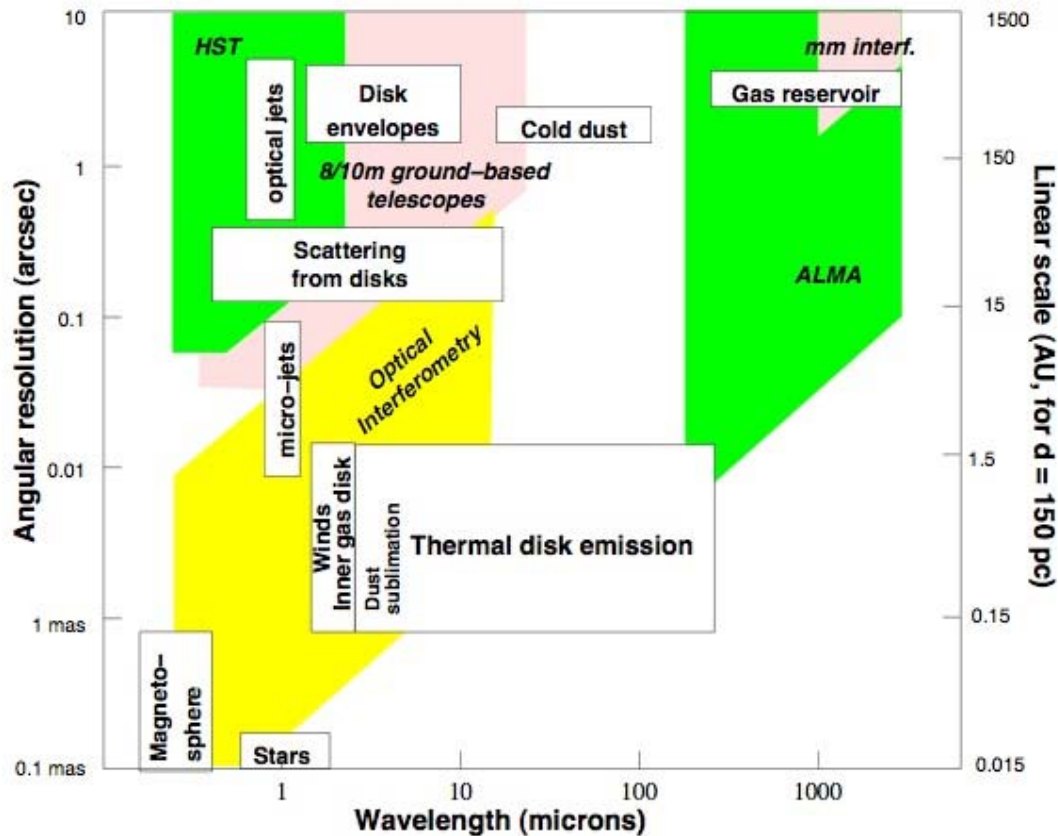 10
1
0.1
0.01
1 mas
0.1 mas
Angular resolution (arcsec)
HST
optical jets
Disk
envelopes
Cold dust
8/10m ground–based
telescopes
Scattering
from disks
micro–jets
Optical
Interferometry
Winds
Inner gas disk
Dust
sublimation
Thermal disk emission
Magneto–
sphere
Stars
mm interf.
Gas reservoir
ALMA
1500
150
15
1.5
0.15
0.015
Linear scale (AU, for d = 150 pc)
1
10
100
1000
Wavelength (microns)